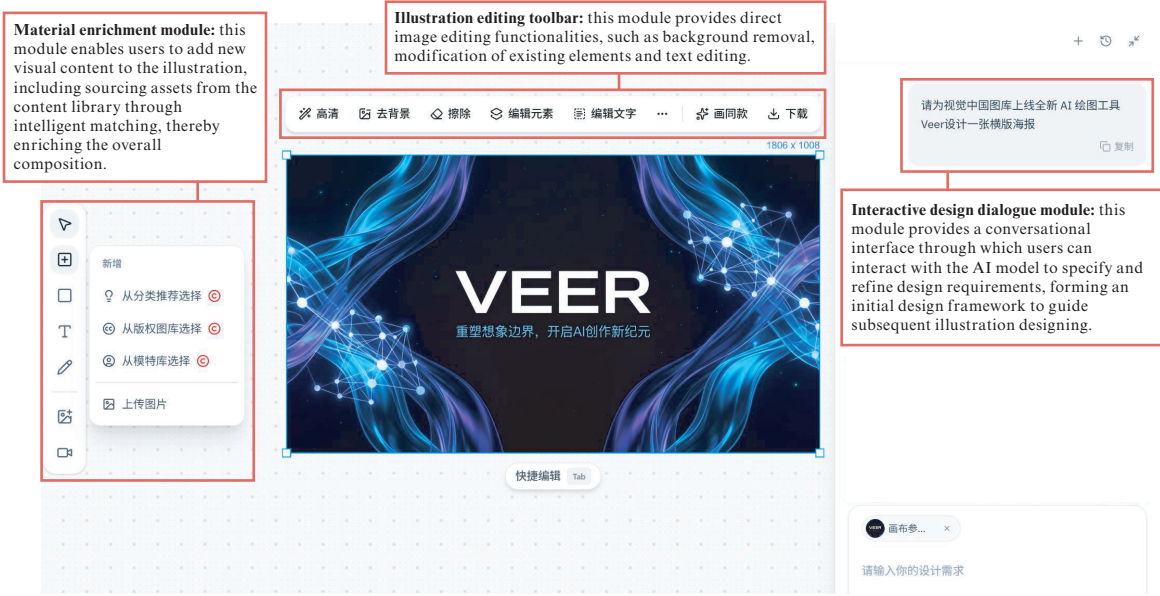 Material enrichment module: this
module enables users to add new
visual content to the illustration,
including sourcing assets from the
content library through
intelligent matching, thereby
enriching the overall
composition.
Illustration editing toolbar: this module provides direct
image editing functionalities, such as background removal,
modification of existing elements and text editing.
高清 去背景 擦除 编辑元素 编辑文字 ··· 画同款 下载
1806 x 1008
新增
从分类推荐选择 ©
从版权图库选择 ©
从模特库选择 ©
上传图片
T
VEER
重塑想象边界，开启AI创作新纪元
快捷编辑 Tab
请为视觉中国图库上线全新 AI 绘图工具
Veer设计一张横版海报
复制
Interactive design dialogue module: this
module provides a conversational
interface through which users can
interact with the AI model to specify and
refine design requirements, forming an
initial design framework to guide
subsequent illustration designing.
VEER 画布参... ×
请输入你的设计需求